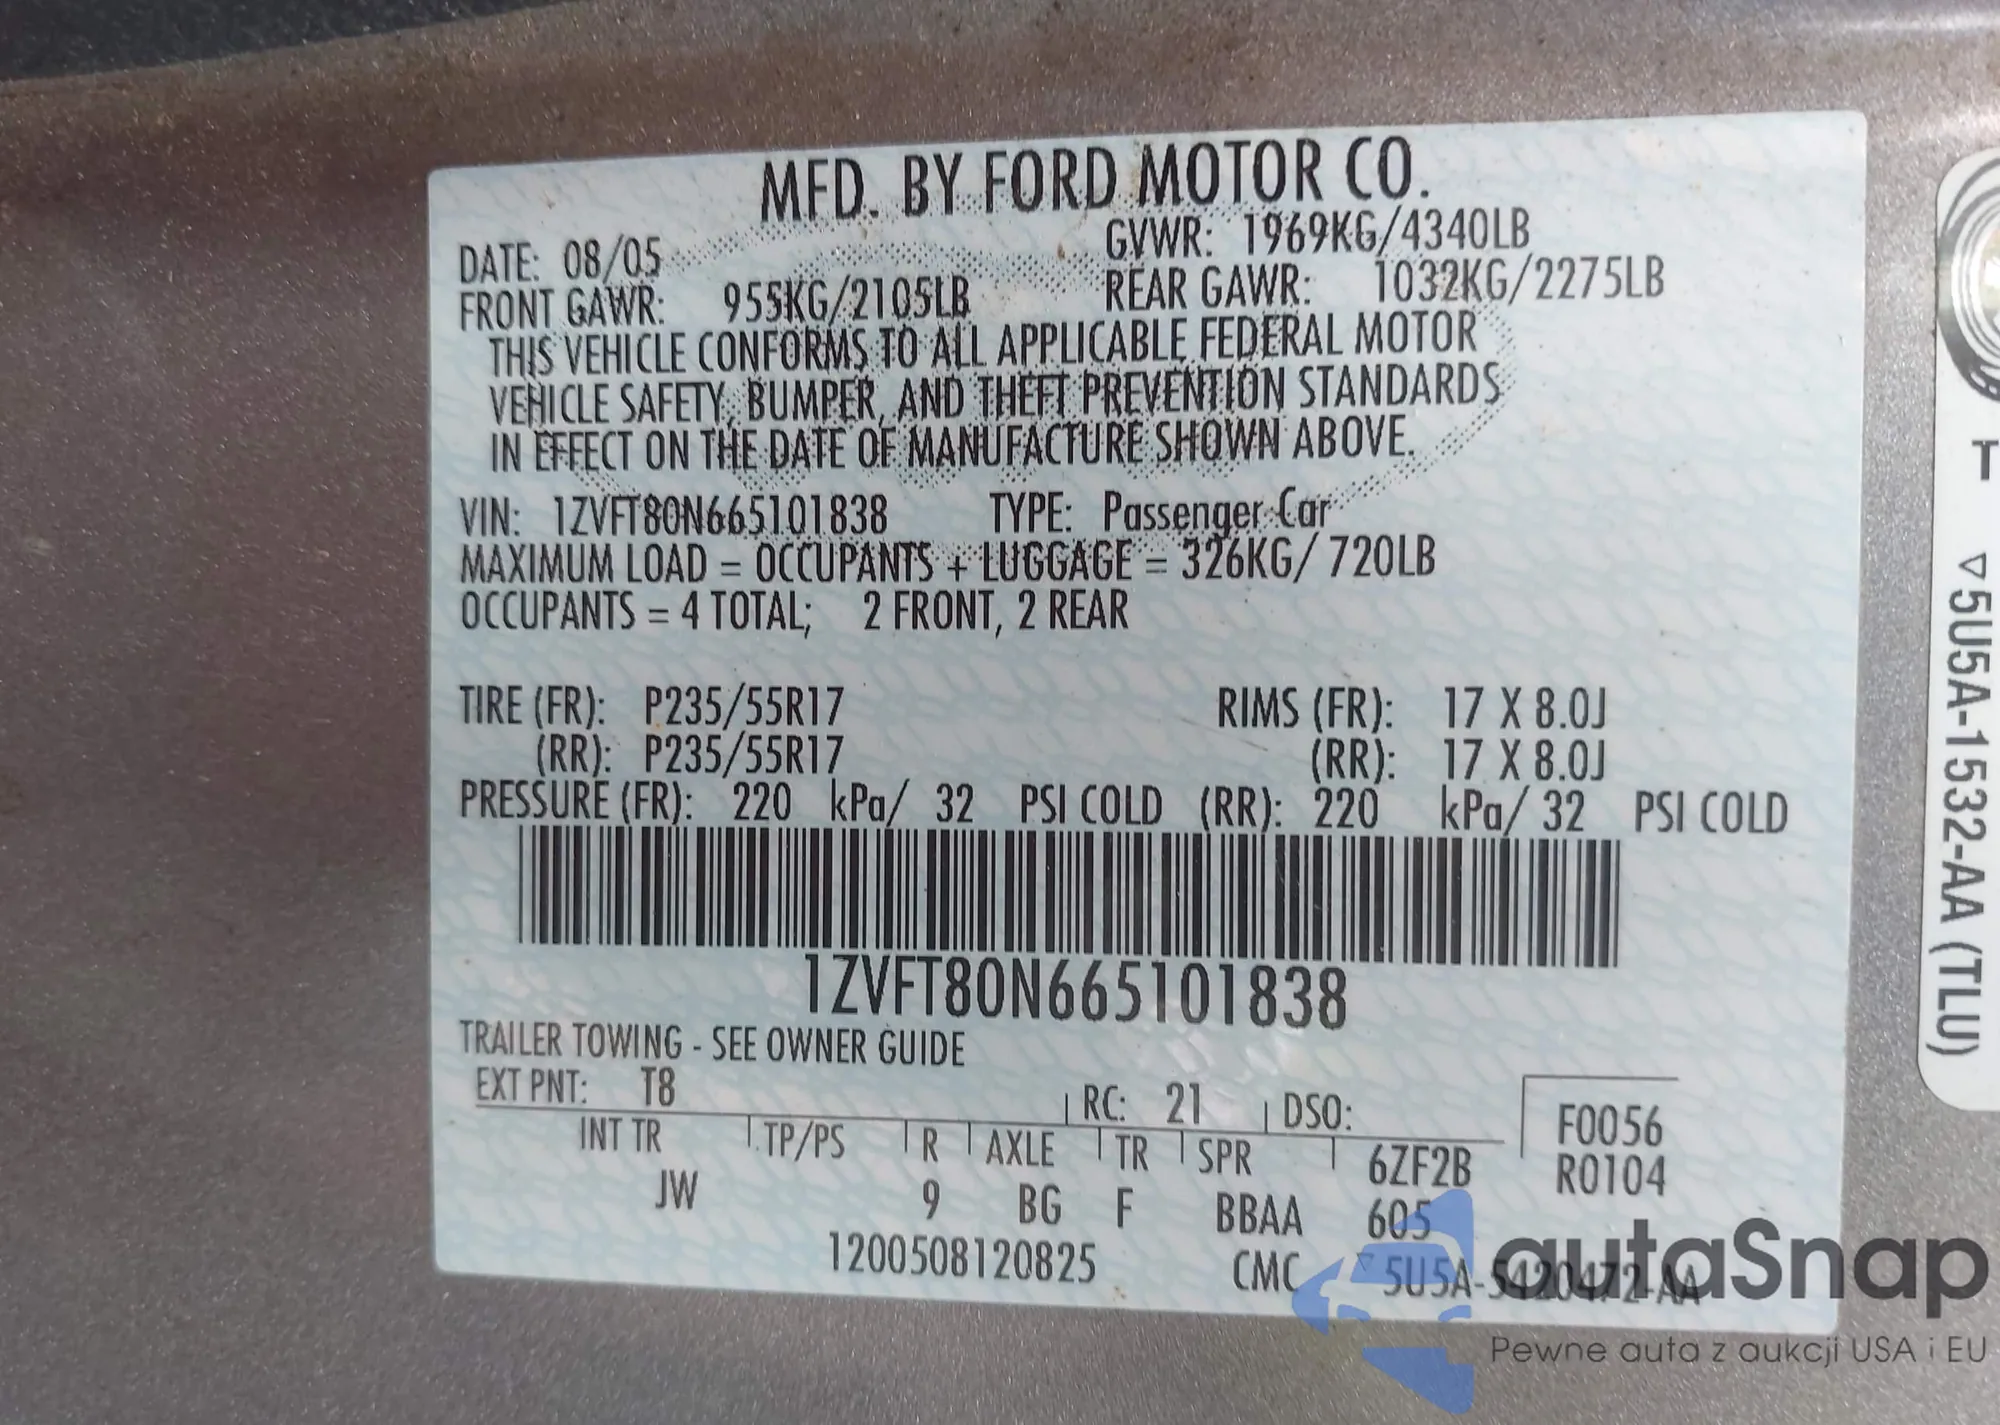 MFD. BY FORD MOTOR CO.
DATE: 08/05 GVWR: 1969KG/4340LB
FRONT GAWR: 955KG/2105LB REAR GAWR: 1032KG/2275LB
THIS VEHICLE CONFORMS TO ALL APPLICABLE FEDERAL MOTOR
VEHICLE SAFETY, BUMPER, AND THEFT PREVENTION STANDARDS
IN EFFECT ON THE DATE OF MANUFACTURE SHOWN ABOVE.
VIN: 1ZVFT80N665101838 TYPE: Passenger Car
MAXIMUM LOAD = OCCUPANTS + LUGGAGE = 326KG/ 720LB
OCCUPANTS = 4 TOTAL; 2 FRONT, 2 REAR
TIRE (FR): P235/55R17 RIMS (FR): 17 X 8.0J
(RR): P235/55R17 (RR): 17 X 8.0J
PRESSURE (FR): 220 kPa/ 32 PSI COLD (RR): 220 kPa/ 32 PSI COLD
1ZVFT80N665101838
TRAILER TOWING - SEE OWNER GUIDE
EXT PNT: T8 RC: 21 DSO: F0056
INT TR TP/PS R AXLE TR SPR 6ZF2B R0104
JW 9 BG F BBAA 605
1200508120825 CMC ▽ 5U5A-5420472-AA
T ▽5U5A-1532-AA (TLU)
autaSnap
Pewne auta z aukcji USA i EU